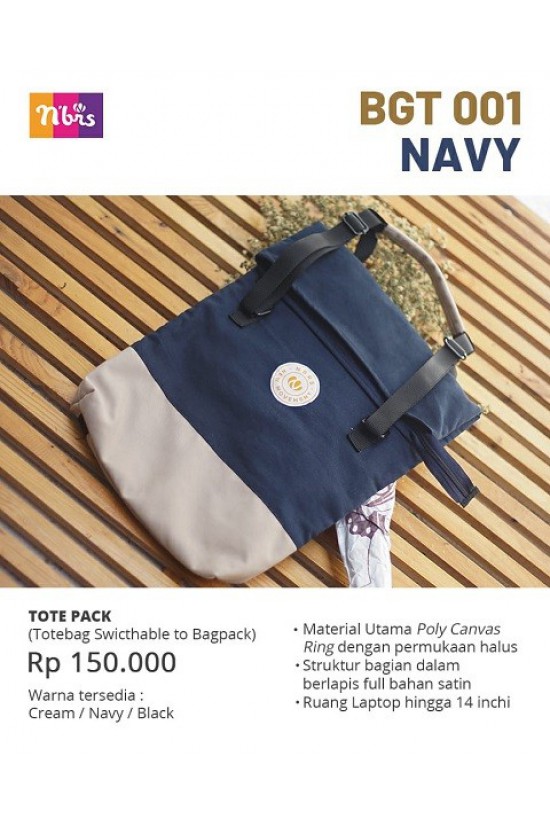 n'brs
BGT 001
NAVY
TOTE PACK
(Totebag Swicthable to Bagpack)
Rp 150.000
Warna tersedia :
Cream / Navy / Black
• Material Utama Poly Canvas
Ring dengan permukaan halus
• Struktur bagian dalam
berlapis full bahan satin
• Ruang Laptop hingga 14 inchi